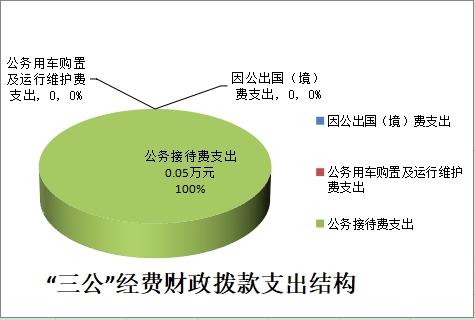 公务用车购置
及运行维护费
支出，0，0%
因公出国（境）
费支出，0，0%
公务接待费支出
0.05万元
100%
因公出国（境）费支出
公务用车购置及运行维护
费支出
公务接待费支出
“三公”经费财政拨款支出结构